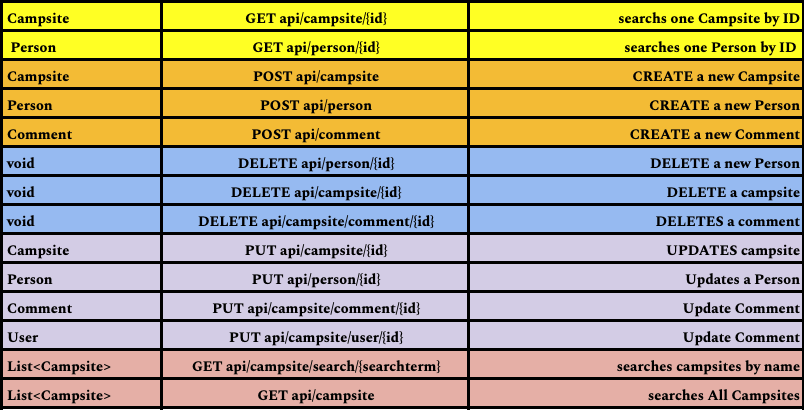 Campsite GET api/campsite/{id} searchs one Campsite by ID
Person GET api/person/{id} searches one Person by ID
Campsite POST api/campsite CREATE a new Campsite
Person POST api/person CREATE a new Person
Comment POST api/comment CREATE a new Comment
void DELETE api/person/{id} DELETE a new Person
void DELETE api/campsite/{id} DELETE a campsite
void DELETE api/campsite/comment/{id} DELETES a comment
Campsite PUT api/campsite/{id} UPDATES campsite
Person PUT api/person/{id} Updates a Person
Comment PUT api/campsite/comment/{id} Update Comment
User PUT api/campsite/user/{id} Update Comment
List<Campsite> GET api/campsite/search/{searchterm} searches campsites by name
List<Campsite> GET api/campsite searches All Campsites